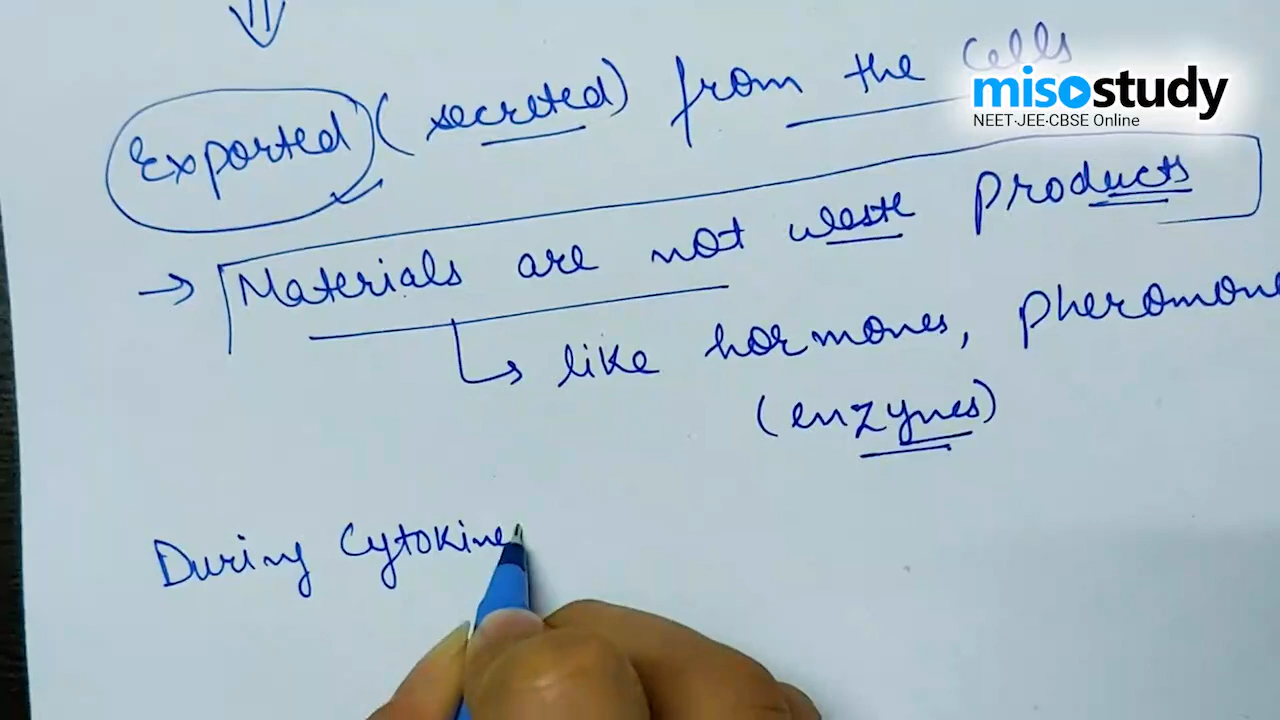 Exported (secreted) from the cells
misostudy
NEET·JEE·CBSE Online
→ Materials are not waste products
↳ like hormones, pheromone
(enzymes)
During Cytokine